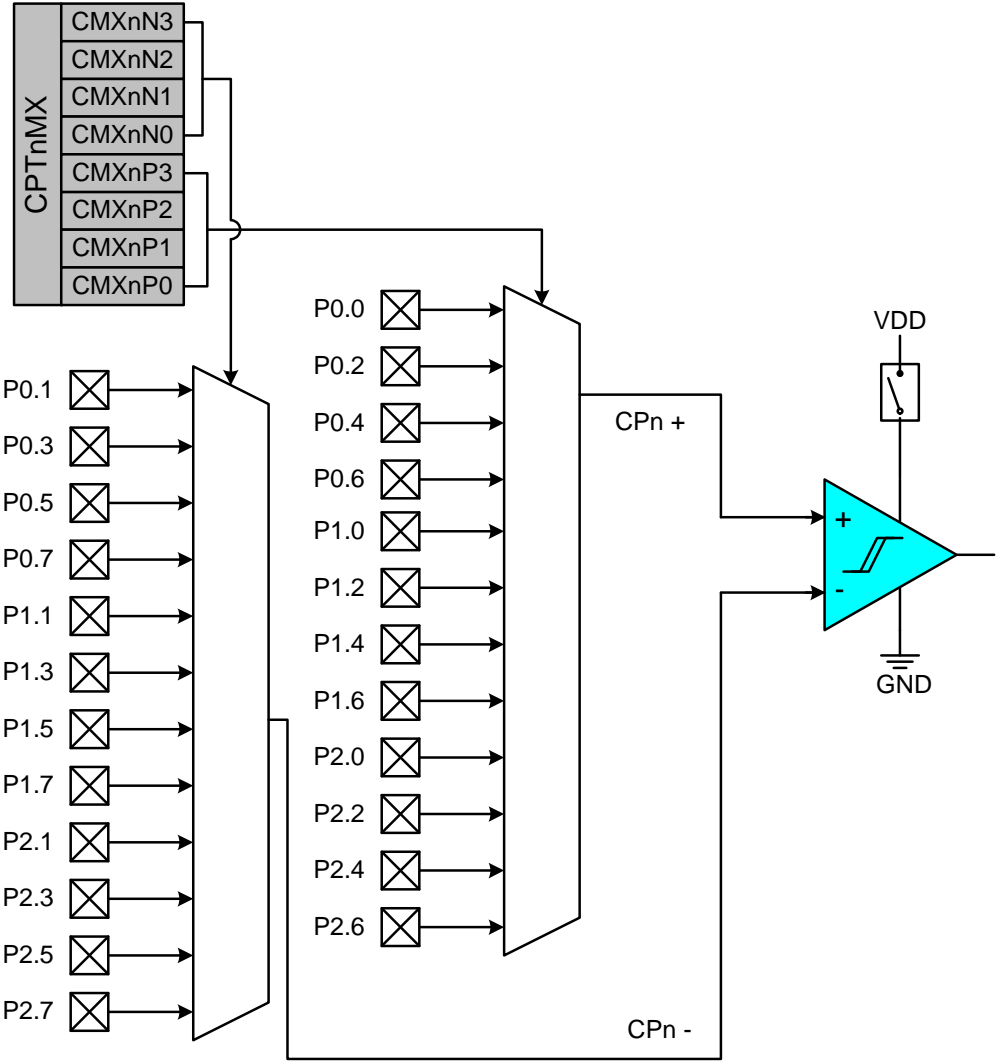 CPTnMX
CMXnN3
CMXnN2
CMXnN1
CMXnN0
CMXnP3
CMXnP2
CMXnP1
CMXnP0
P0.1
P0.3
P0.5
P0.7
P1.1
P1.3
P1.5
P1.7
P2.1
P2.3
P2.5
P2.7
P0.0
P0.2
P0.4
P0.6
P1.0
P1.2
P1.4
P1.6
P2.0
P2.2
P2.4
P2.6
CPn +
CPn -
VDD
+
-
GND